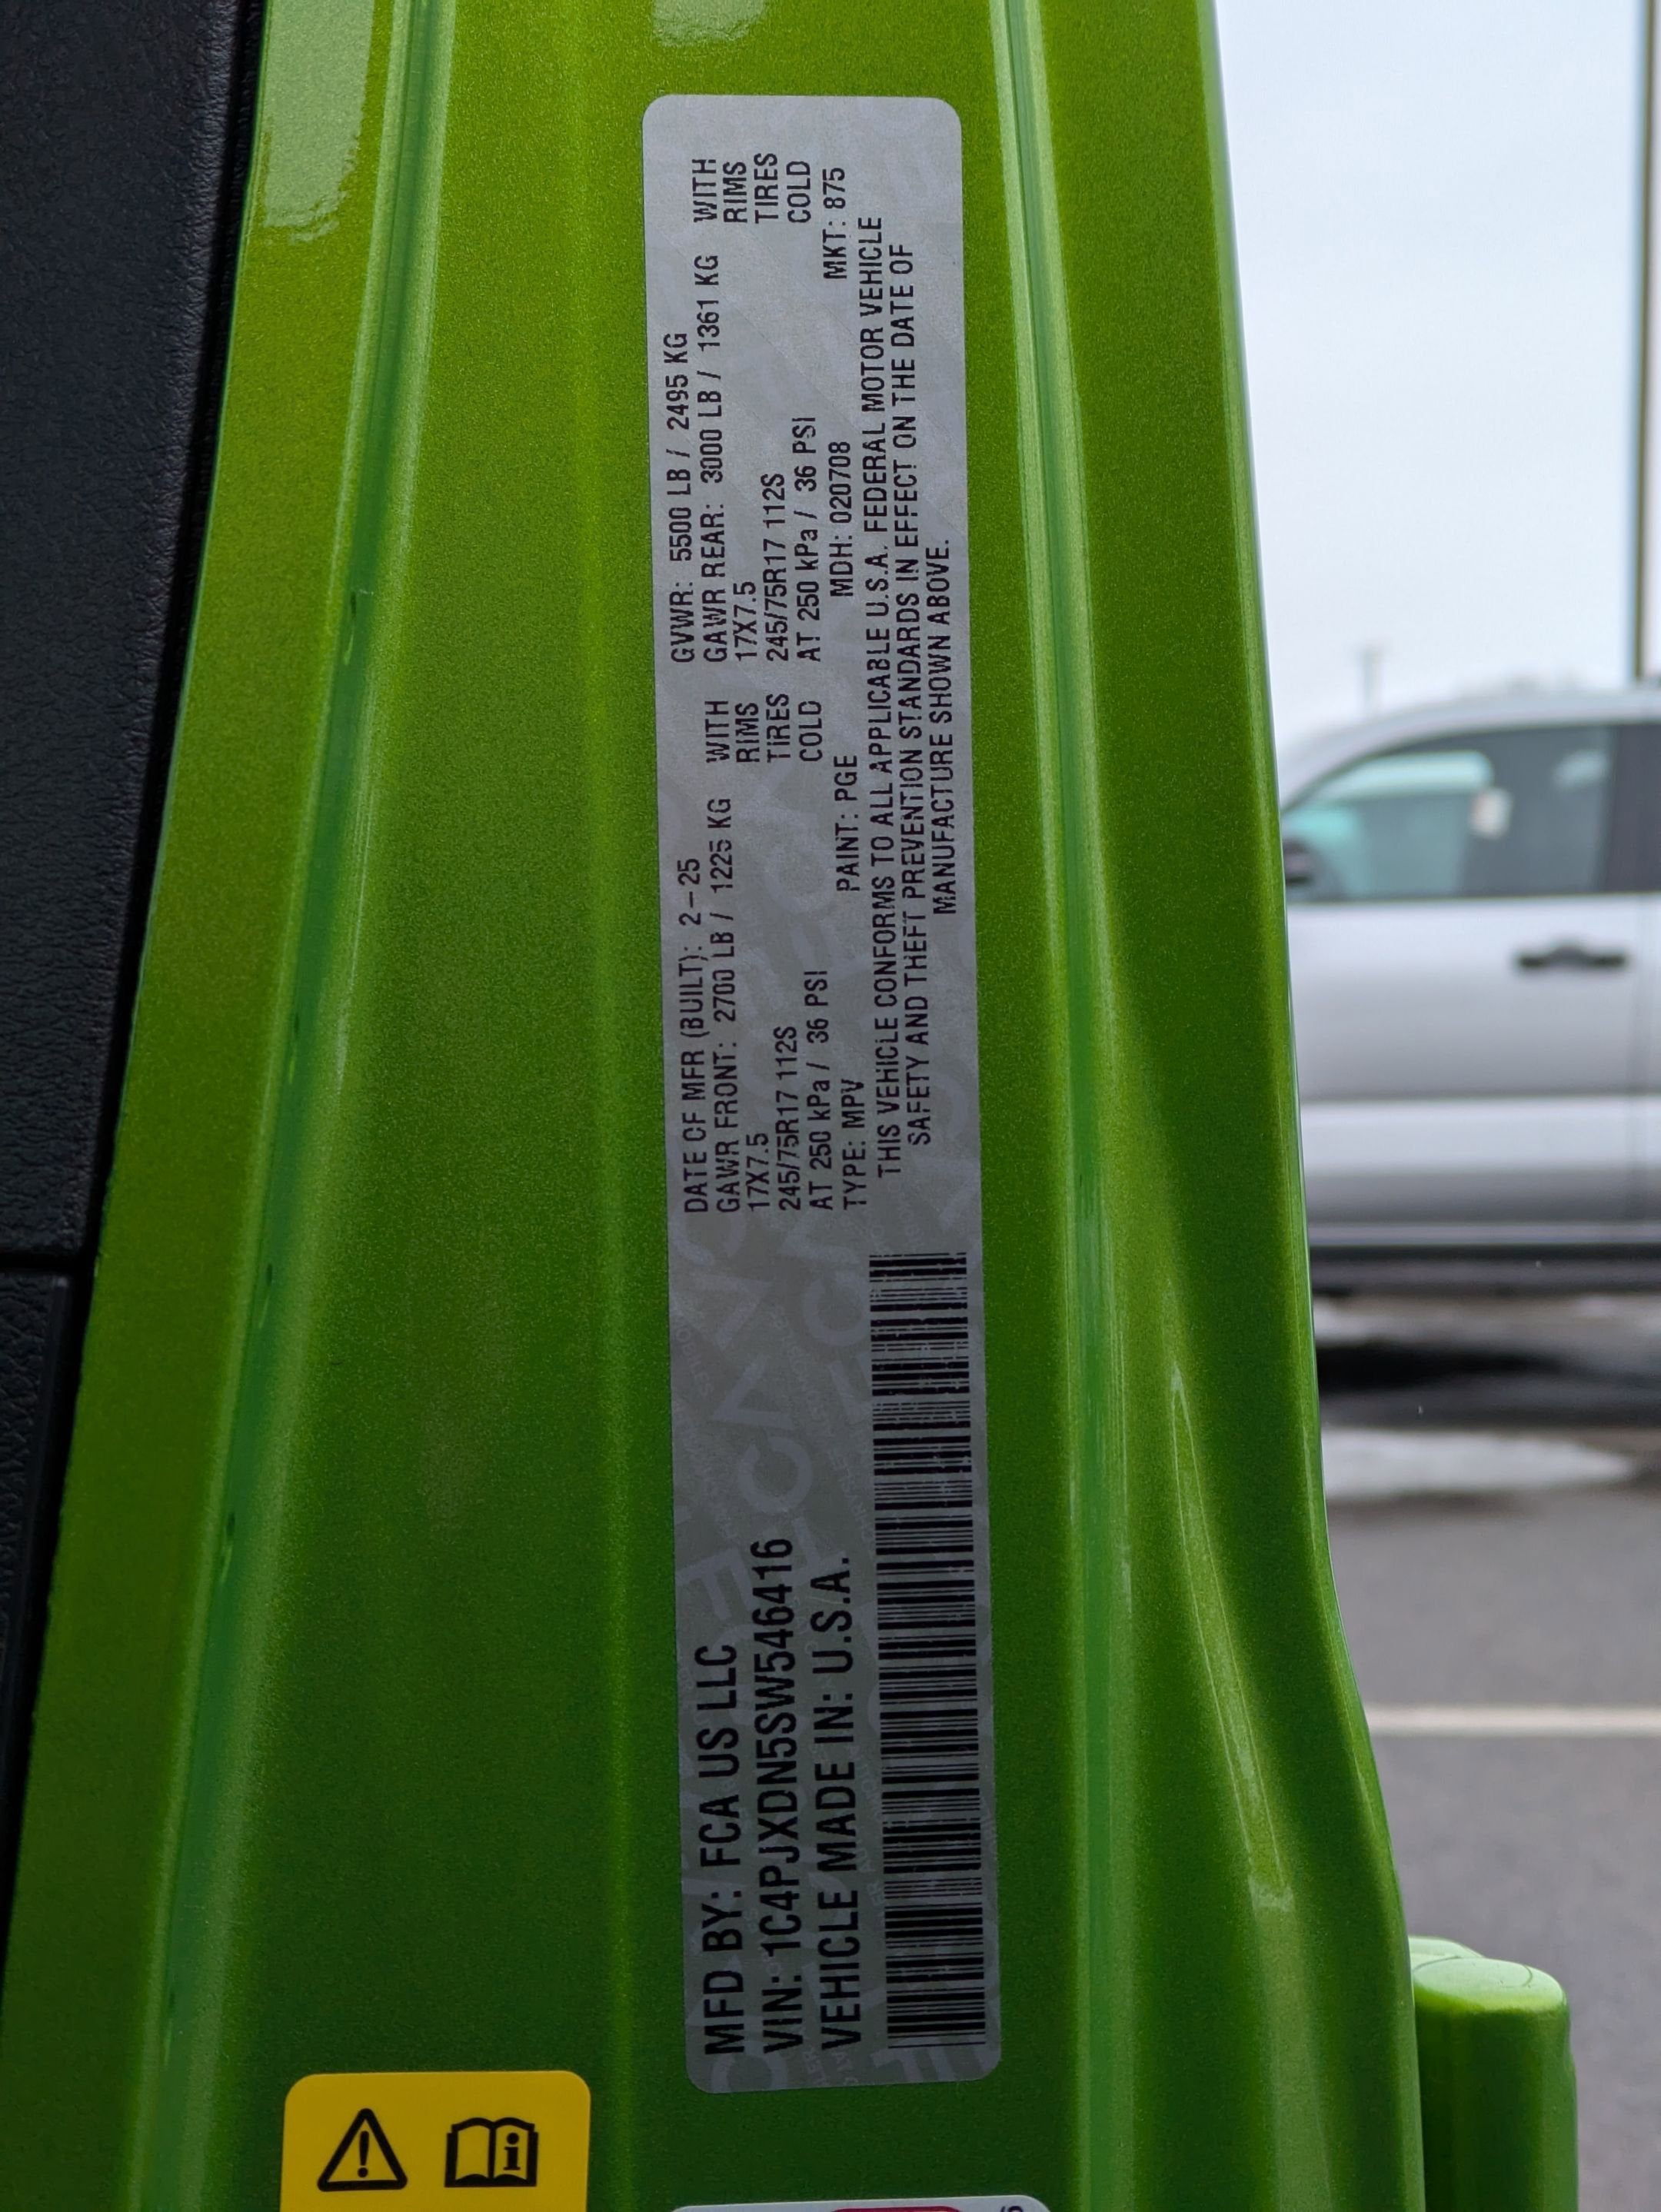 MFD BY: FCA US LLC
VIN: 1C4PJXDN5SW546416
VEHICLE MADE IN: U.S.A.
DATE OF MFR (BUILT): 2-25 GVWR: 5500 LB / 2495 KG
GAWR FRONT: 2700 LB / 1225 KG WITH GAWR REAR: 3000 LB / 1361 KG WITH
17X7.5 RIMS 17X7.5 RIMS
245/75R17 112S TIRES 245/75R17 112S TIRES
AT 250 kPa / 36 PSI COLD AT 250 kPa / 36 PSI COLD
TYPE: MPV PAINT: PGE MDH: 020708 MKT: 875
THIS VEHICLE CONFORMS TO ALL APPLICABLE U.S.A. FEDERAL MOTOR VEHICLE
SAFETY AND THEFT PREVENTION STANDARDS IN EFFECT ON THE DATE OF
MANUFACTURE SHOWN ABOVE.